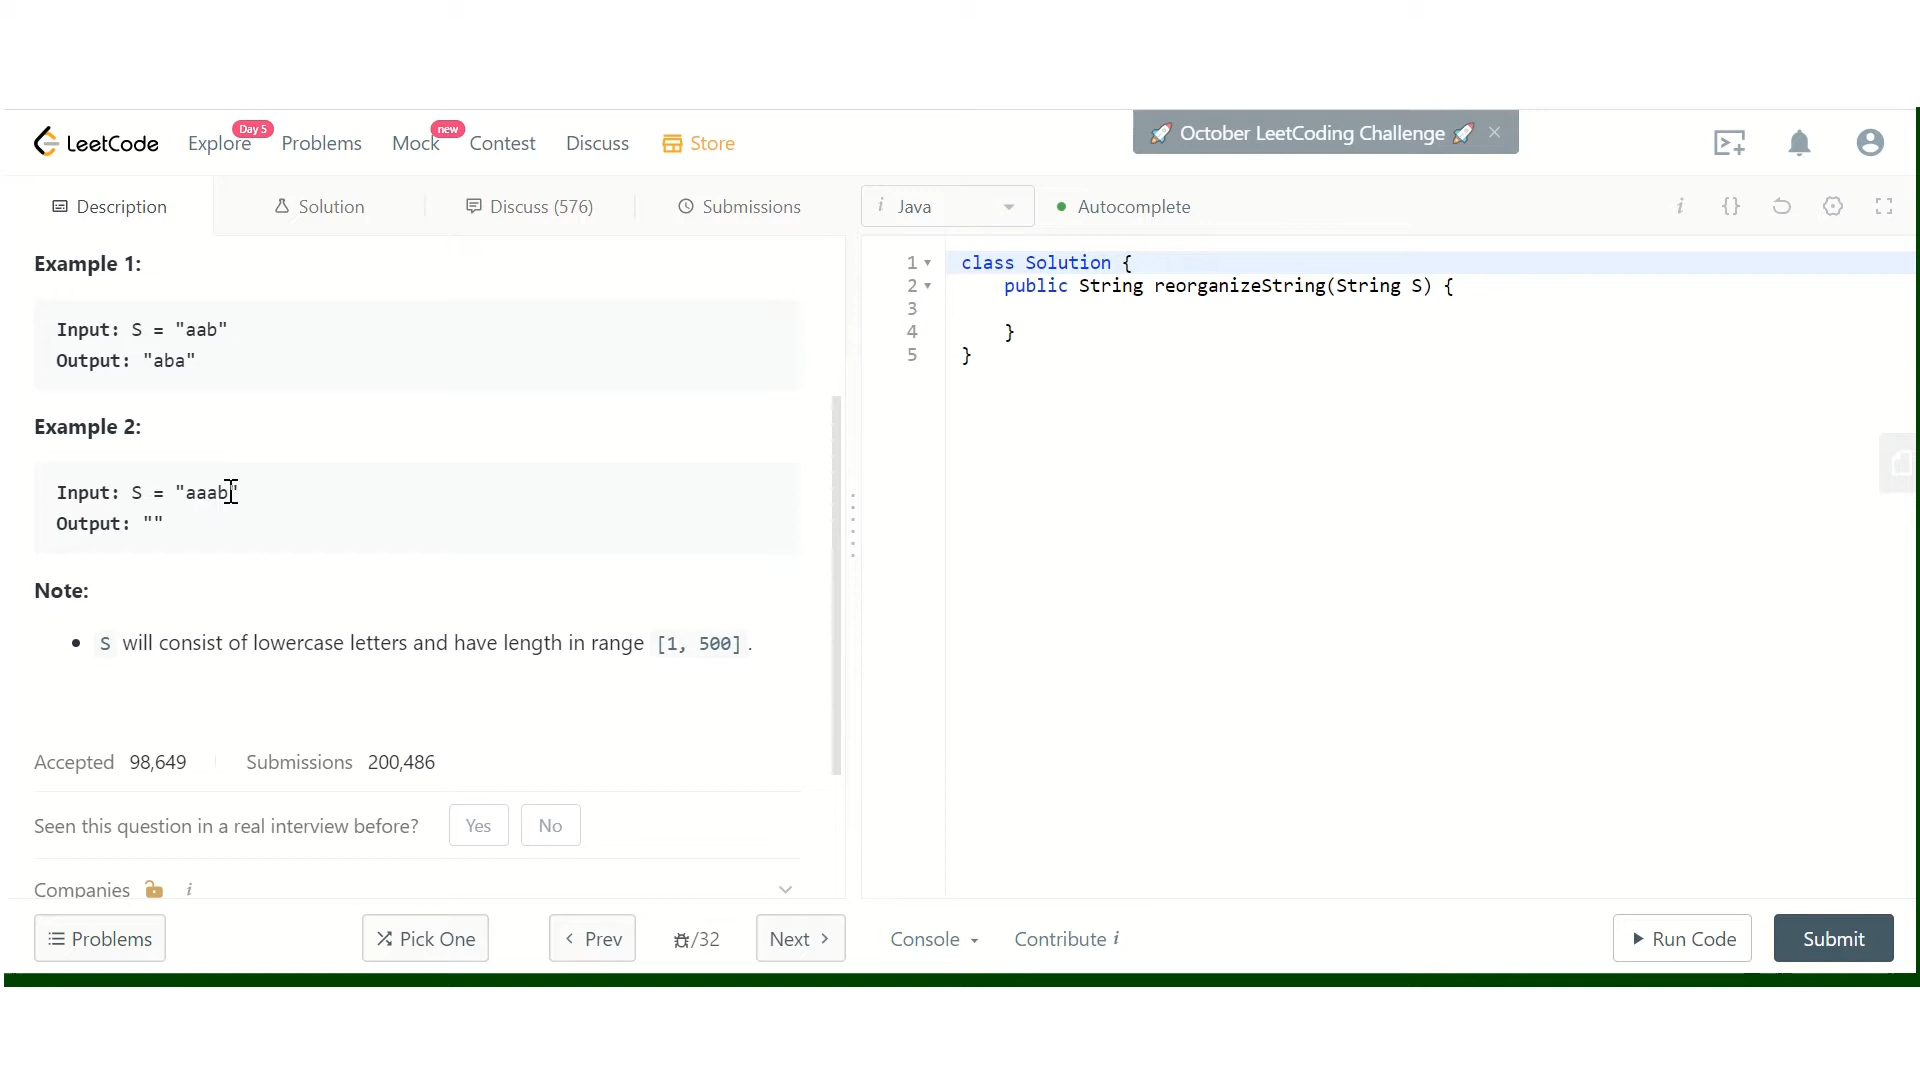 LeetCode Explore Day 5 Problems Mock new Contest Discuss Store 🚀 October LeetCoding Challenge 🚀 ×
Description Solution Discuss (576) Submissions
i Java Autocomplete i {}
Example 1:
Input: S = "aab"
Output: "aba"
Example 2:
Input: S = "aaab"
Output: ""
Note:
• S will consist of lowercase letters and have length in range [1, 500].
Accepted 98,649 Submissions 200,486
Seen this question in a real interview before? Yes No
Companies i
1 class Solution {
2 public String reorganizeString(String S) {
3
4 }
5 }
Problems Pick One < Prev /32 Next > Console Contribute i Run Code Submit